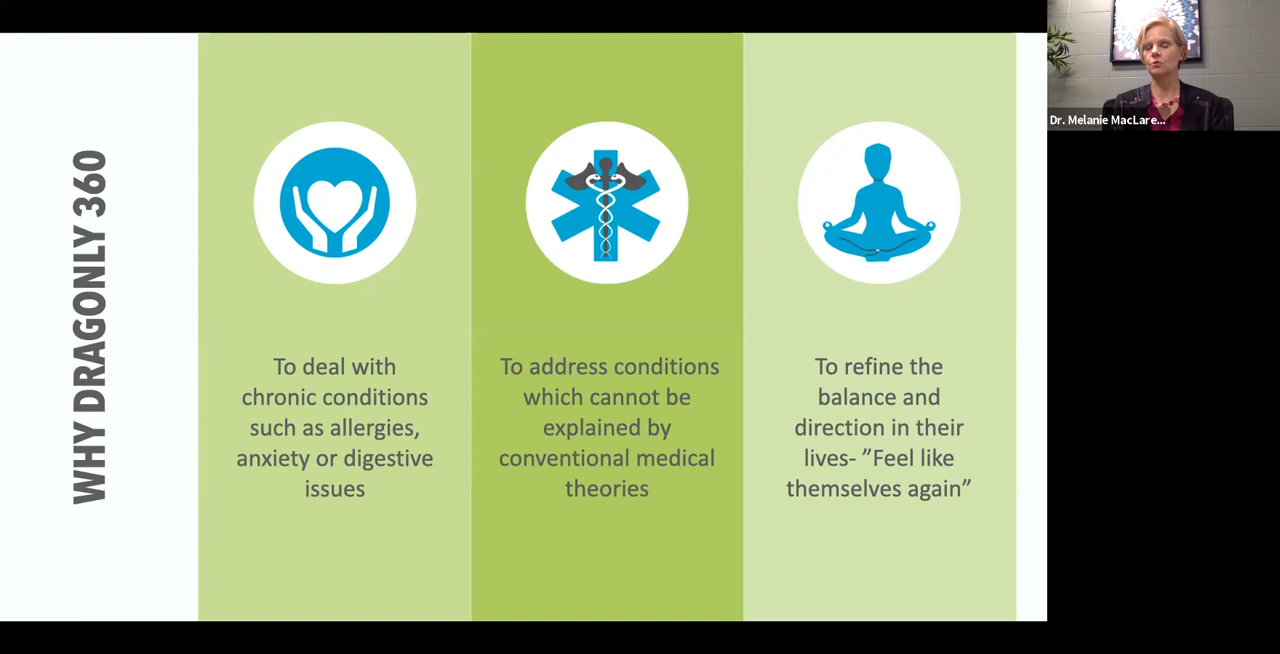 WHY DRAGONLY 360
To deal with
chronic conditions
such as allergies,
anxiety or digestive
issues
To address conditions
which cannot be
explained by
conventional medical
theories
To refine the
balance and
direction in their
lives- ”Feel like
themselves again”
Dr. Melanie MacLare...